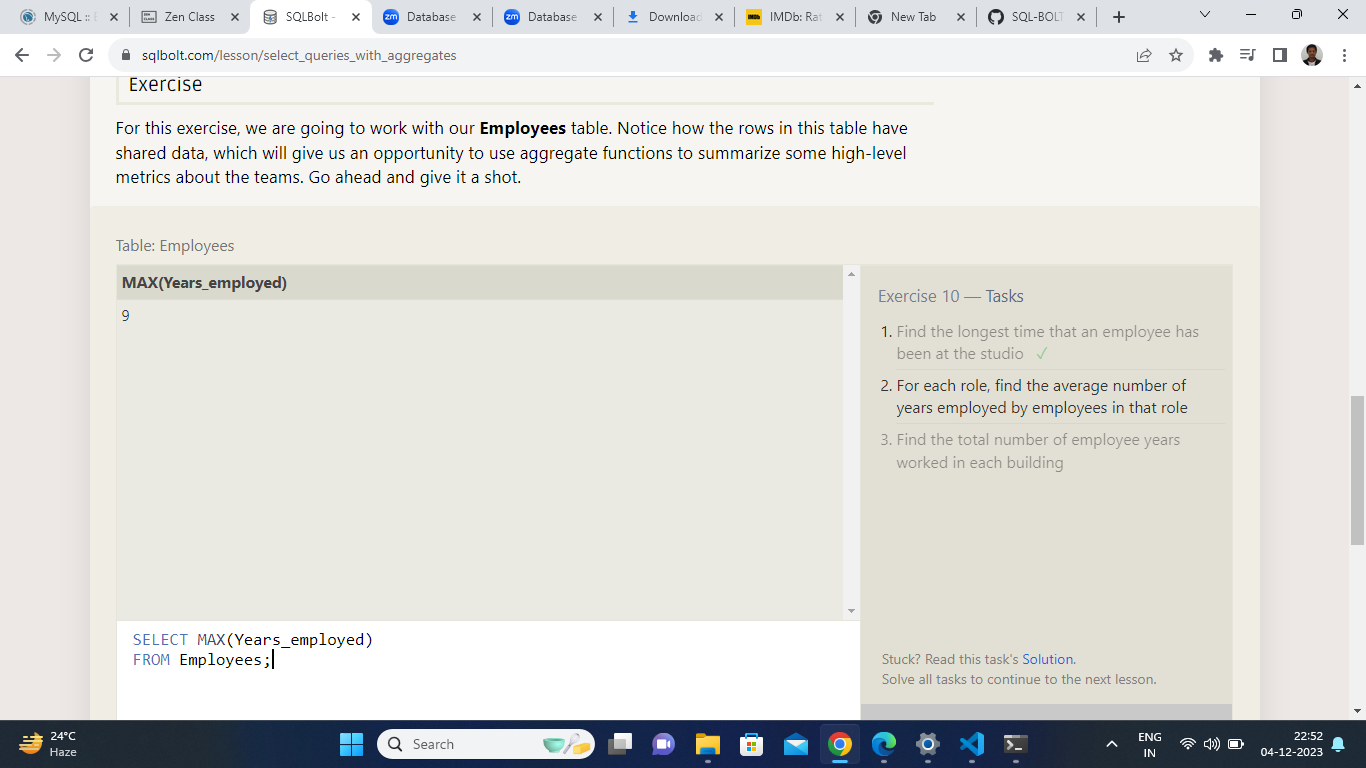 MySQL :: E
Zen Class
SQLBolt -
Database
Database
Download
IMDb: Rat
New Tab
SQL-BOLT
sqlbolt.com/lesson/select_queries_with_aggregates
Exercise
For this exercise, we are going to work with our Employees table. Notice how the rows in this table have
shared data, which will give us an opportunity to use aggregate functions to summarize some high-level
metrics about the teams. Go ahead and give it a shot.
Table: Employees
MAX(Years_employed)
9
Exercise 10 — Tasks
1. Find the longest time that an employee has
been at the studio ✓
2. For each role, find the average number of
years employed by employees in that role
3. Find the total number of employee years
worked in each building
SELECT MAX(Years_employed)
FROM Employees;
Stuck? Read this task's Solution.
Solve all tasks to continue to the next lesson.
24°C
Haze
Search
ENG
IN
22:52
04-12-2023